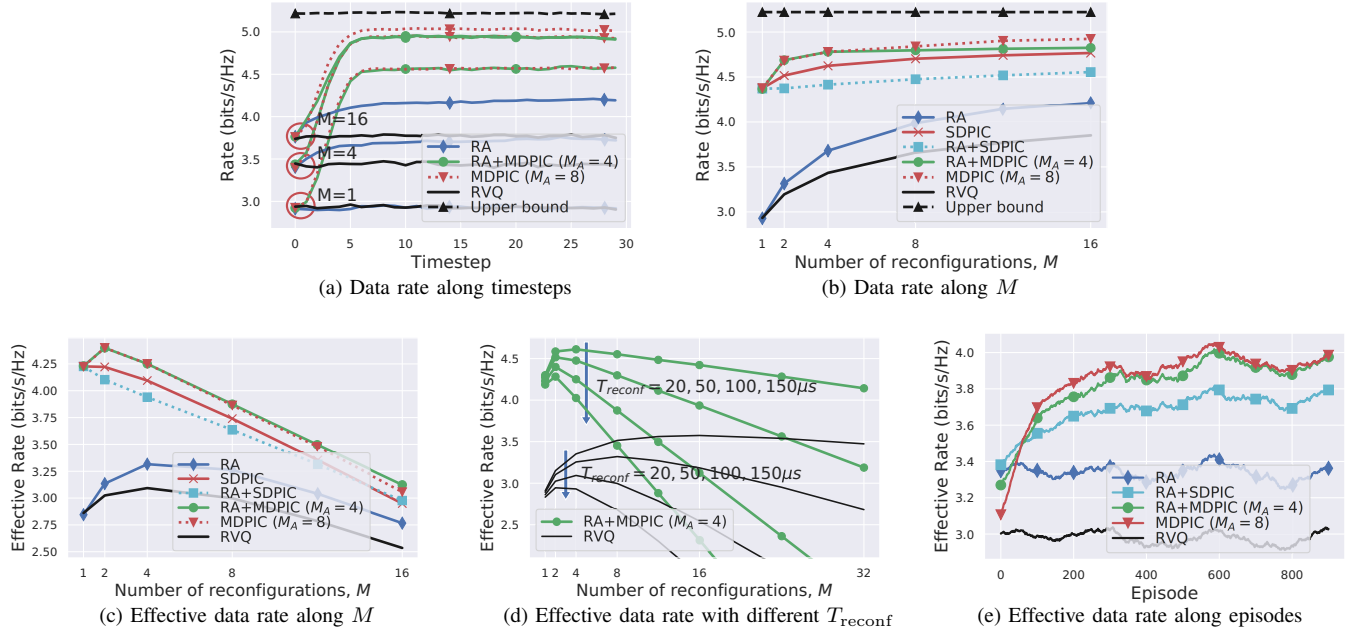 Rate (bits/s/Hz)
5.0
4.5
4.0
3.5
3.0
M=16
M=4
M=1
RA
RA+MDPIC (M_A = 4)
MDPIC (M_A = 8)
RVQ
Upper bound
0 5 10 15 20 25 30
Timestep
(a) Data rate along timesteps
Rate (bits/s/Hz)
5.0
4.5
4.0
3.5
3.0
RA
SDPIC
RA+SDPIC
RA+MDPIC (M_A = 4)
MDPIC (M_A = 8)
RVQ
Upper bound
1 2 4 8 16
Number of reconfigurations, M
(b) Data rate along M
Effective Rate (bits/s/Hz)
4.25
4.00
3.75
3.50
3.25
3.00
2.75
2.50
RA
SDPIC
RA+SDPIC
RA+MDPIC (M_A = 4)
MDPIC (M_A = 8)
RVQ
1 2 4 8 16
Number of reconfigurations, M
(c) Effective data rate along M
Effective Rate (bits/s/Hz)
4.5
4.0
3.5
3.0
2.5
T_reconf = 20, 50, 100, 150μs
T_reconf = 20, 50, 100, 150μs
RA+MDPIC (M_A = 4)
RVQ
1 2 4 8 16 32
Number of reconfigurations, M
(d) Effective data rate with different T_reconf
Effective Rate (bits/s/Hz)
4.0
3.8
3.6
3.4
3.2
3.0
RA
RA+SDPIC
RA+MDPIC (M_A = 4)
MDPIC (M_A = 8)
RVQ
0 200 400 600 800
Episode
(e) Effective data rate along episodes